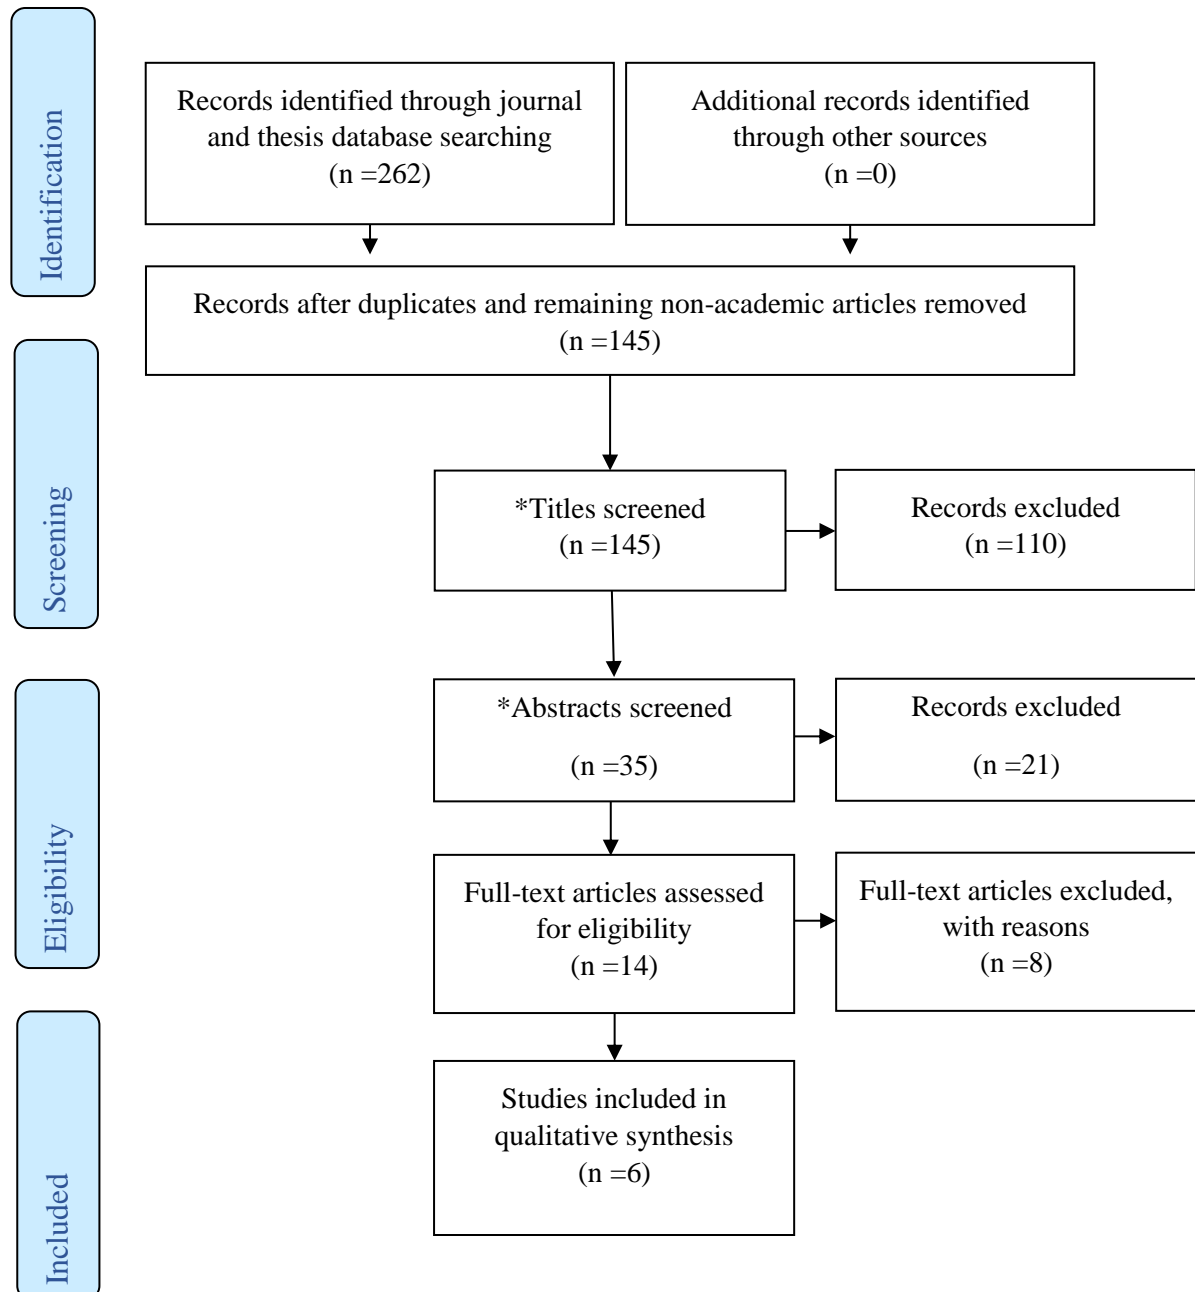 Identification
Records identified through journal
and thesis database searching
(n =262)
Additional records identified
through other sources
(n =0)
Records after duplicates and remaining non-academic articles removed
(n =145)
Screening
*Titles screened
(n =145)
Records excluded
(n =110)
*Abstracts screened
(n =35)
Records excluded
(n =21)
Eligibility
Full-text articles assessed
for eligibility
(n =14)
Full-text articles excluded,
with reasons
(n =8)
Included
Studies included in
qualitative synthesis
(n =6)